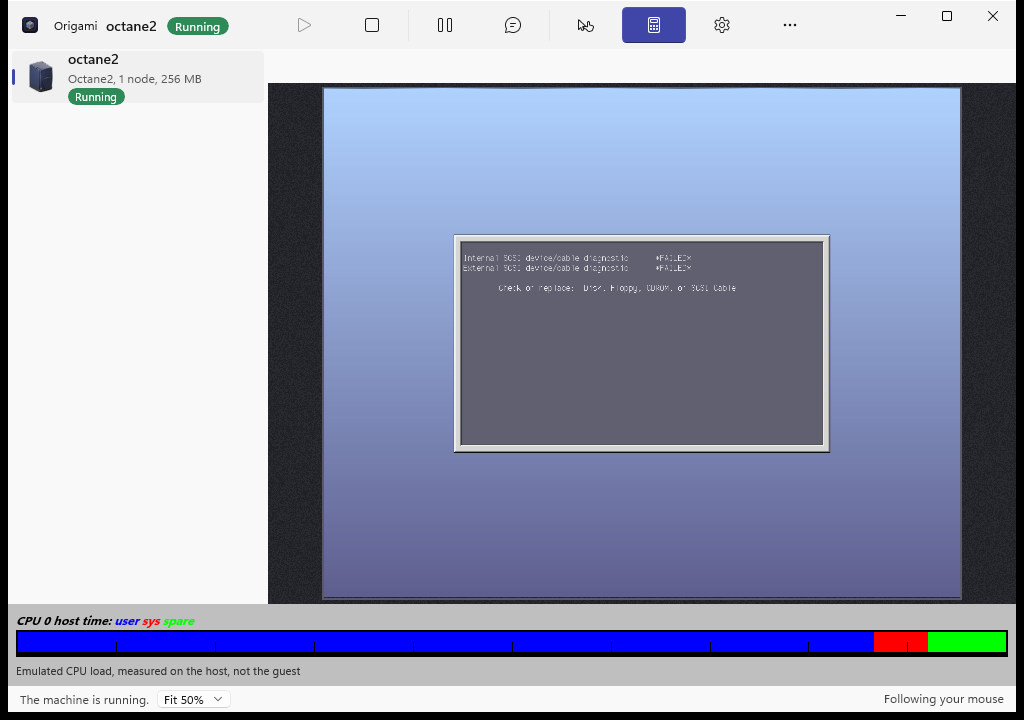 Origami octane2 Running
octane2
Octane2, 1 node, 256 MB
Running
Internal SCSI device/cable diagnostic *FAILED*
External SCSI device/cable diagnostic *FAILED*
Check or replace: Disk, Floppy, CDROM, or SCSI Cable
CPU 0 host time: user sys spare
Emulated CPU load, measured on the host, not the guest
The machine is running. Fit 50% Following your mouse